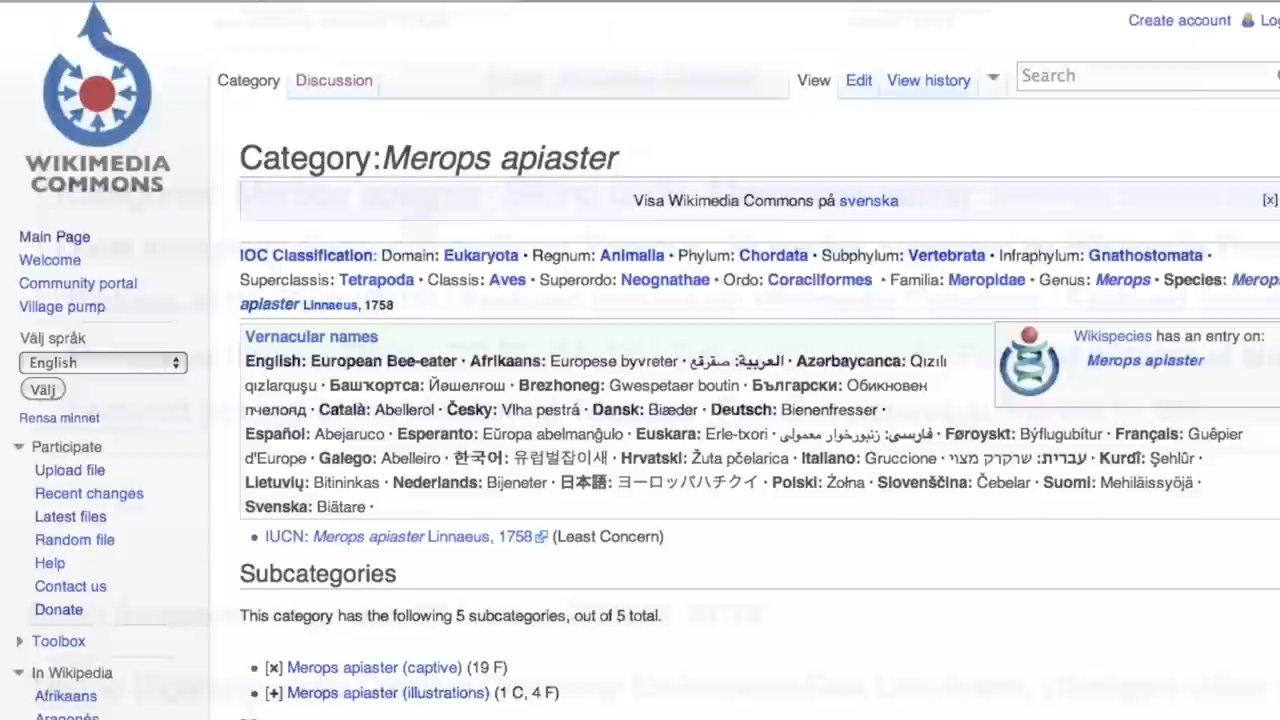 Create account
Category Discussion View Edit View history Search
WIKIMEDIA
COMMONS
Category:Merops apiaster
Visa Wikimedia Commons på svenska [x]
IOC Classification: Domain: Eukaryota · Regnum: Animalia · Phylum: Chordata · Subphylum: Vertebrata · Infraphylum: Gnathostomata ·
Superclassis: Tetrapoda · Classis: Aves · Superordo: Neognathae · Ordo: Coraciiformes · Familia: Meropidae · Genus: Merops · Species:
apiaster Linnaeus, 1758
Vernacular names
English: European Bee-eater · Afrikaans: Europese byvreter · العربية: صقرقع · Azərbaycanca: Qızılı
qızlarquşu · Башҡортса: Йәшелғош · Brezhoneg: Gwespetaer boutin · Български: Обикновен
пчелояд · Català: Abellerol · Česky: Vlha pestrá · Dansk: Biæder · Deutsch: Bienenfresser ·
Español: Abejaruco · Esperanto: Eŭropa abelmanĝulo · Euskara: Erle-txori · فارسی: زنبورخوار معمولی · Føroyskt: Býflugubítur · Français: Guêpier
d'Europe · Galego: Abelleiro · 한국어: 유럽벌잡이새 · Hrvatski: Žuta pčelarica · Italiano: Gruccione · עברית: שרקרק מצוי · Kurdî: Şehlûr ·
Lietuvių: Bitininkas · Nederlands: Bijeneter · 日本語: ヨーロッパハチクイ · Polski: Żołna · Slovenščina: Čebelar · Suomi: Mehiläissyöjä ·
Svenska: Biätare ·
Wikispecies has an entry on:
Merops apiaster
IUCN: Merops apiaster Linnaeus, 1758 (Least Concern)
Subcategories
This category has the following 5 subcategories, out of 5 total.
[×] Merops apiaster (captive) (19 F)
[+] Merops apiaster (illustrations) (1 C, 4 F)
Main Page
Welcome
Community portal
Village pump
Välj språk
English
Välj
Rensa minnet
Participate
Upload file
Recent changes
Latest files
Random file
Help
Contact us
Donate
Toolbox
In Wikipedia
Afrikaans
Aragonés